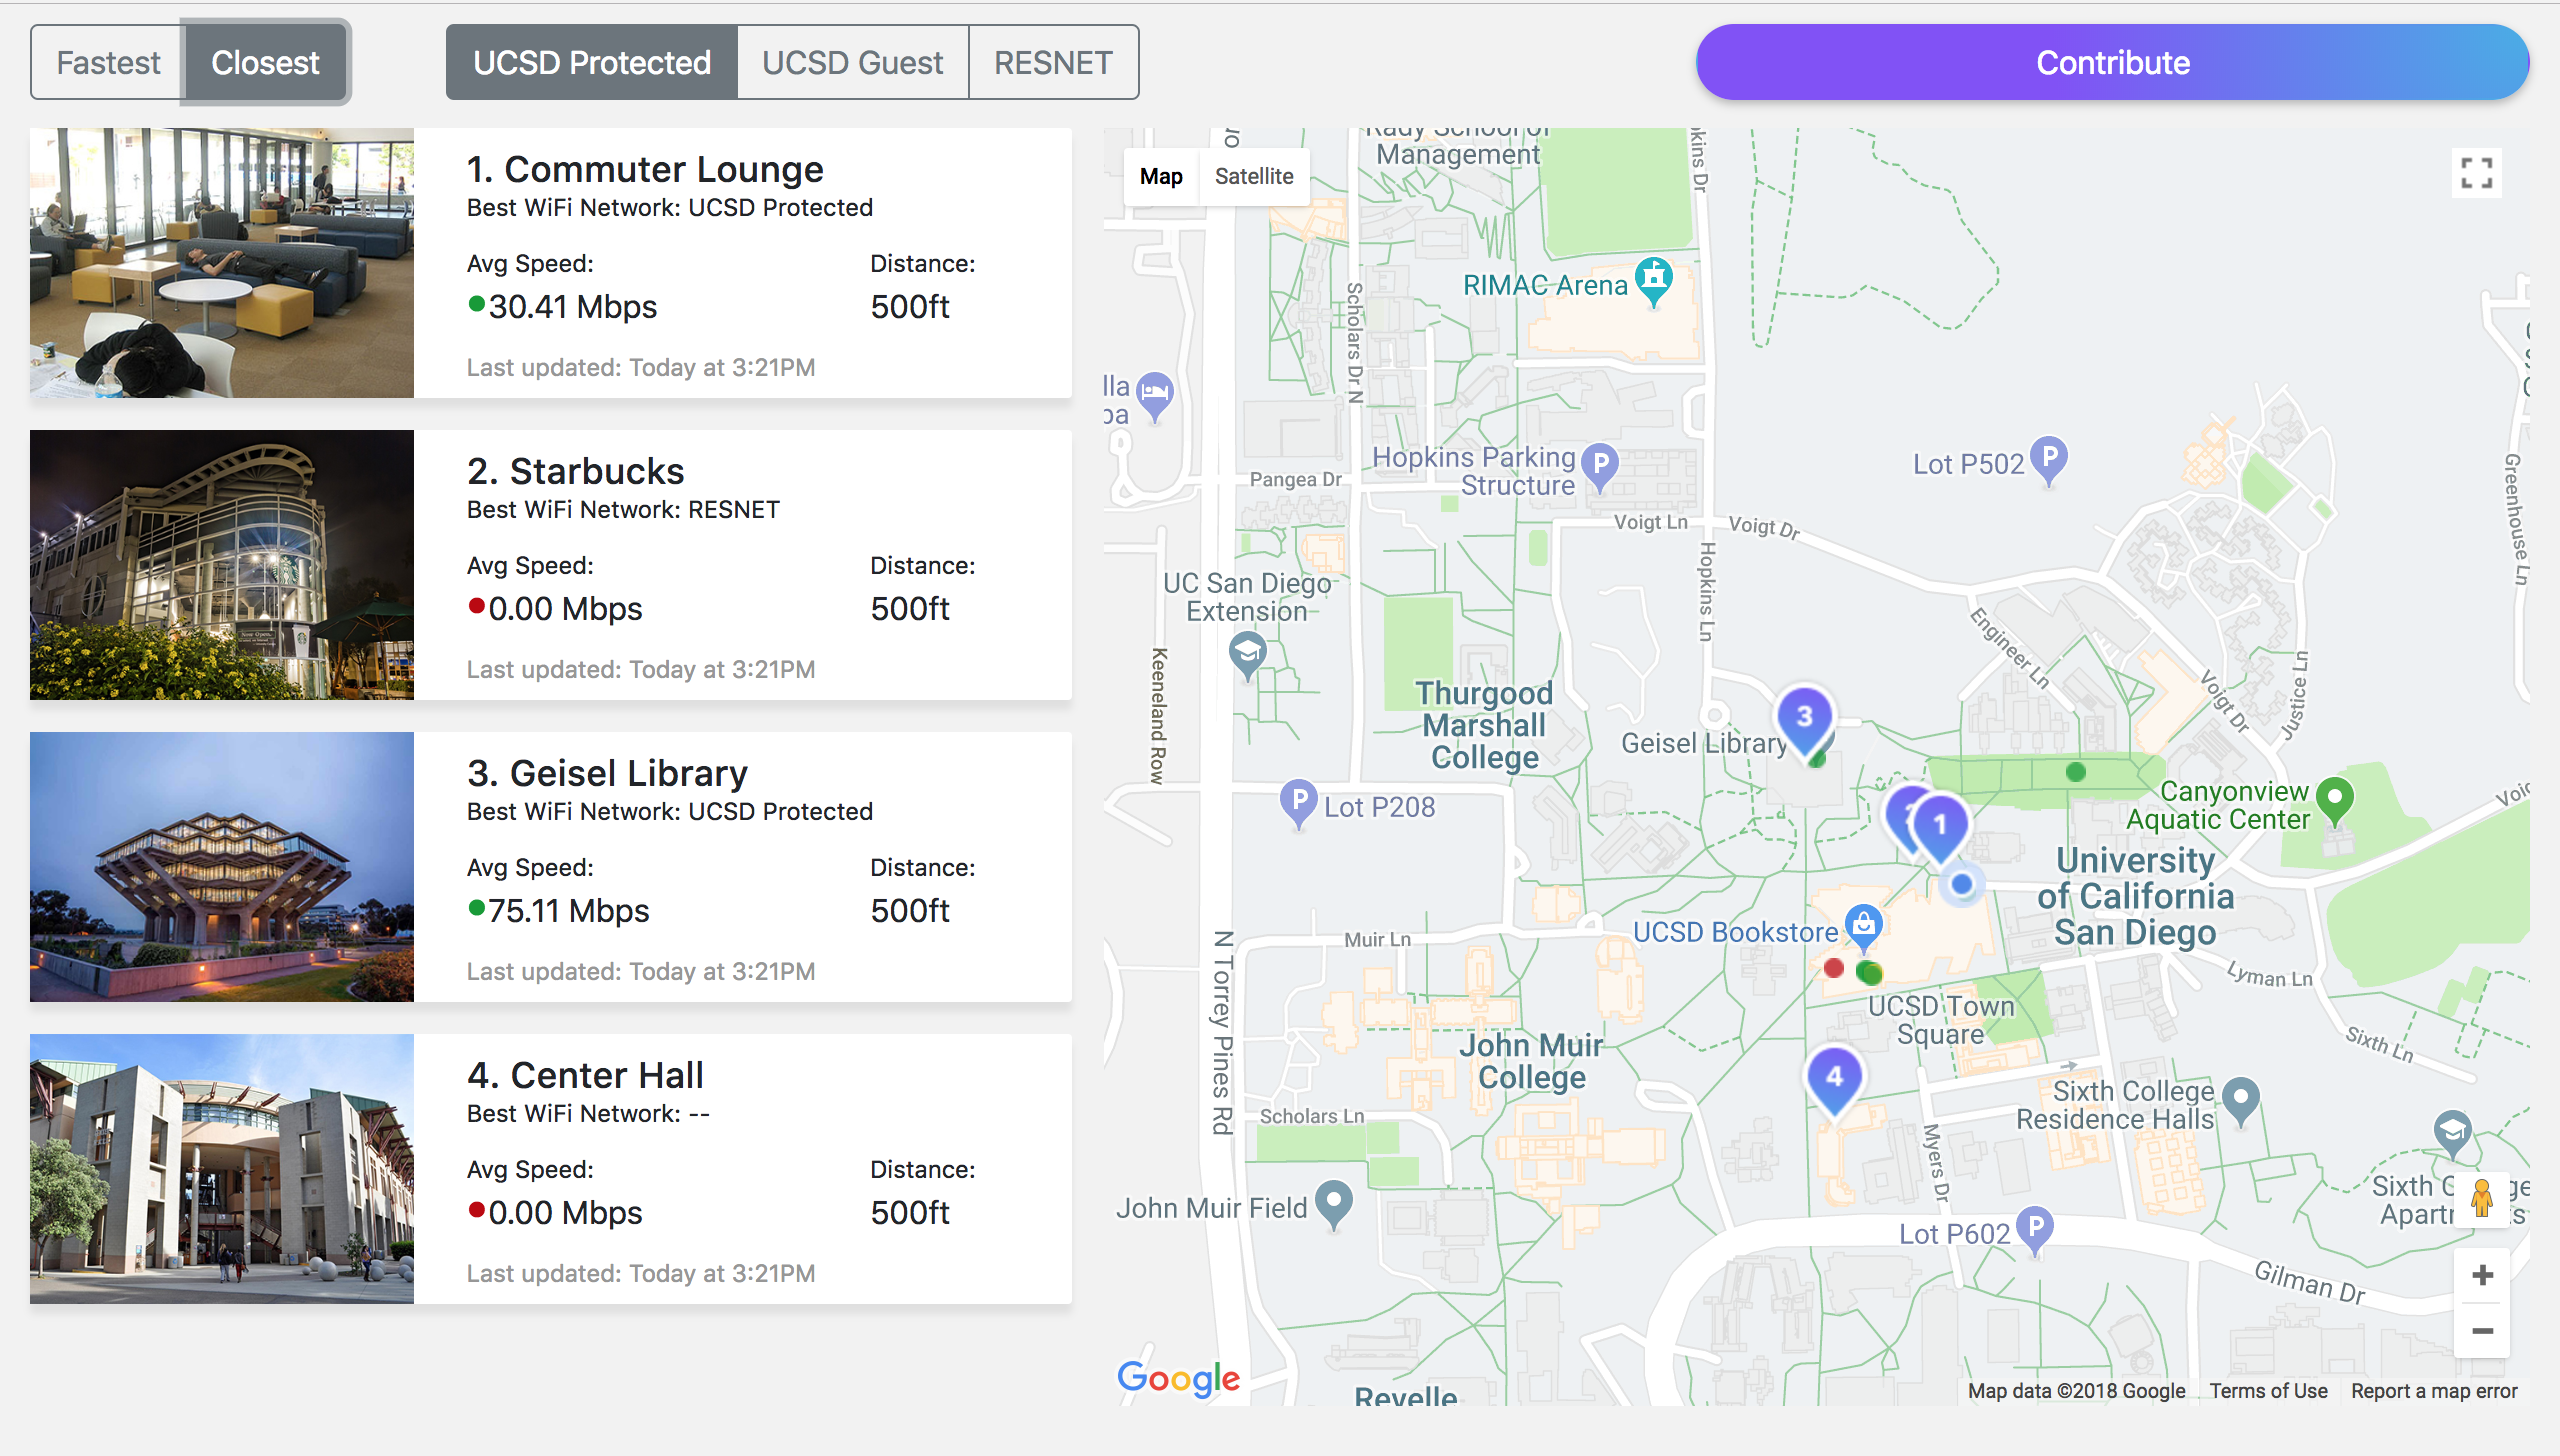 Fastest
Closest
UCSD Protected
UCSD Guest
RESNET
Contribute
1. Commuter Lounge
Best WiFi Network: UCSD Protected
Avg Speed:
Distance:
30.41 Mbps
500ft
Last updated: Today at 3:21PM
2. Starbucks
Best WiFi Network: RESNET
Avg Speed:
Distance:
0.00 Mbps
500ft
Last updated: Today at 3:21PM
3. Geisel Library
Best WiFi Network: UCSD Protected
Avg Speed:
Distance:
75.11 Mbps
500ft
Last updated: Today at 3:21PM
4. Center Hall
Best WiFi Network: --
Avg Speed:
Distance:
0.00 Mbps
500ft
Last updated: Today at 3:21PM
Rady School of
Management
Map
Satellite
RIMAC Arena
Scholars Dr N
lla
pa
Hopkins Parking
Structure
P
Lot P502
P
Pangea Dr
Voigt Ln
Voigt Dr
Greenhouse Ln
Hopkins Ln
UC San Diego
Extension
Engineer Ln
Keeneland Row
Thurgood
Marshall
College
Voigt Dr
Justice Ln
3
Geisel Library
P
Lot P208
1
Canyonview
Aquatic Center
University
of California
San Diego
UCSD Bookstore
Muir Ln
N Torrey Pines Rd
Lyman Ln
UCSD Town
Square
Sixth Ln
John Muir
College
4
Sixth College
Residence Halls
Scholars Ln
Myers Dr
John Muir Field
Lot P602
P
Gilman Dr
Google
Revelle
Map data ©2018 Google
Terms of Use
Report a map error